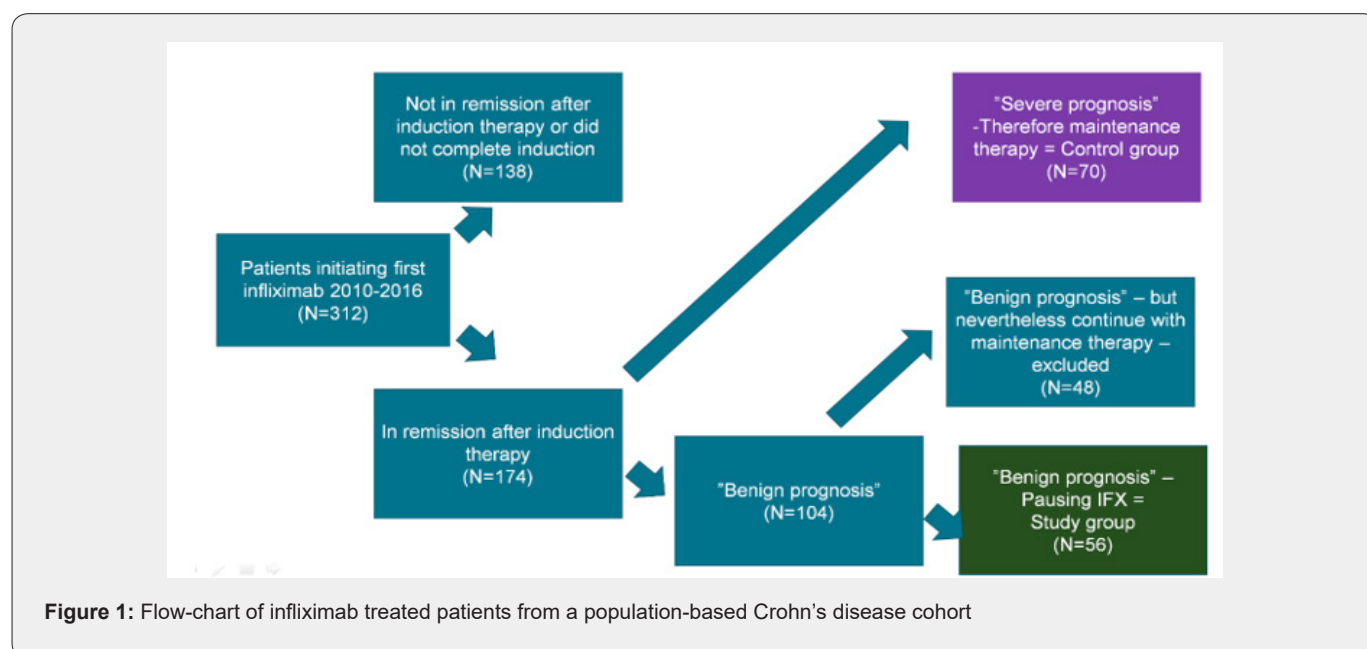 Not in remission after
induction therapy or did
not complete induction
(N=138)
"Severe prognosis"
-Therefore maintenance
therapy = Control group
(N=70)
Patients initiating first
infliximab 2010-2016
(N=312)
"Benign prognosis" – but
nevertheless continue with
maintenance therapy –
excluded
(N=48)
In remission after induction
therapy
(N=174)
"Benign prognosis"
(N=104)
"Benign prognosis" –
Pausing IFX =
Study group
(N=56)
Figure 1: Flow-chart of infliximab treated patients from a population-based Crohn's disease cohort